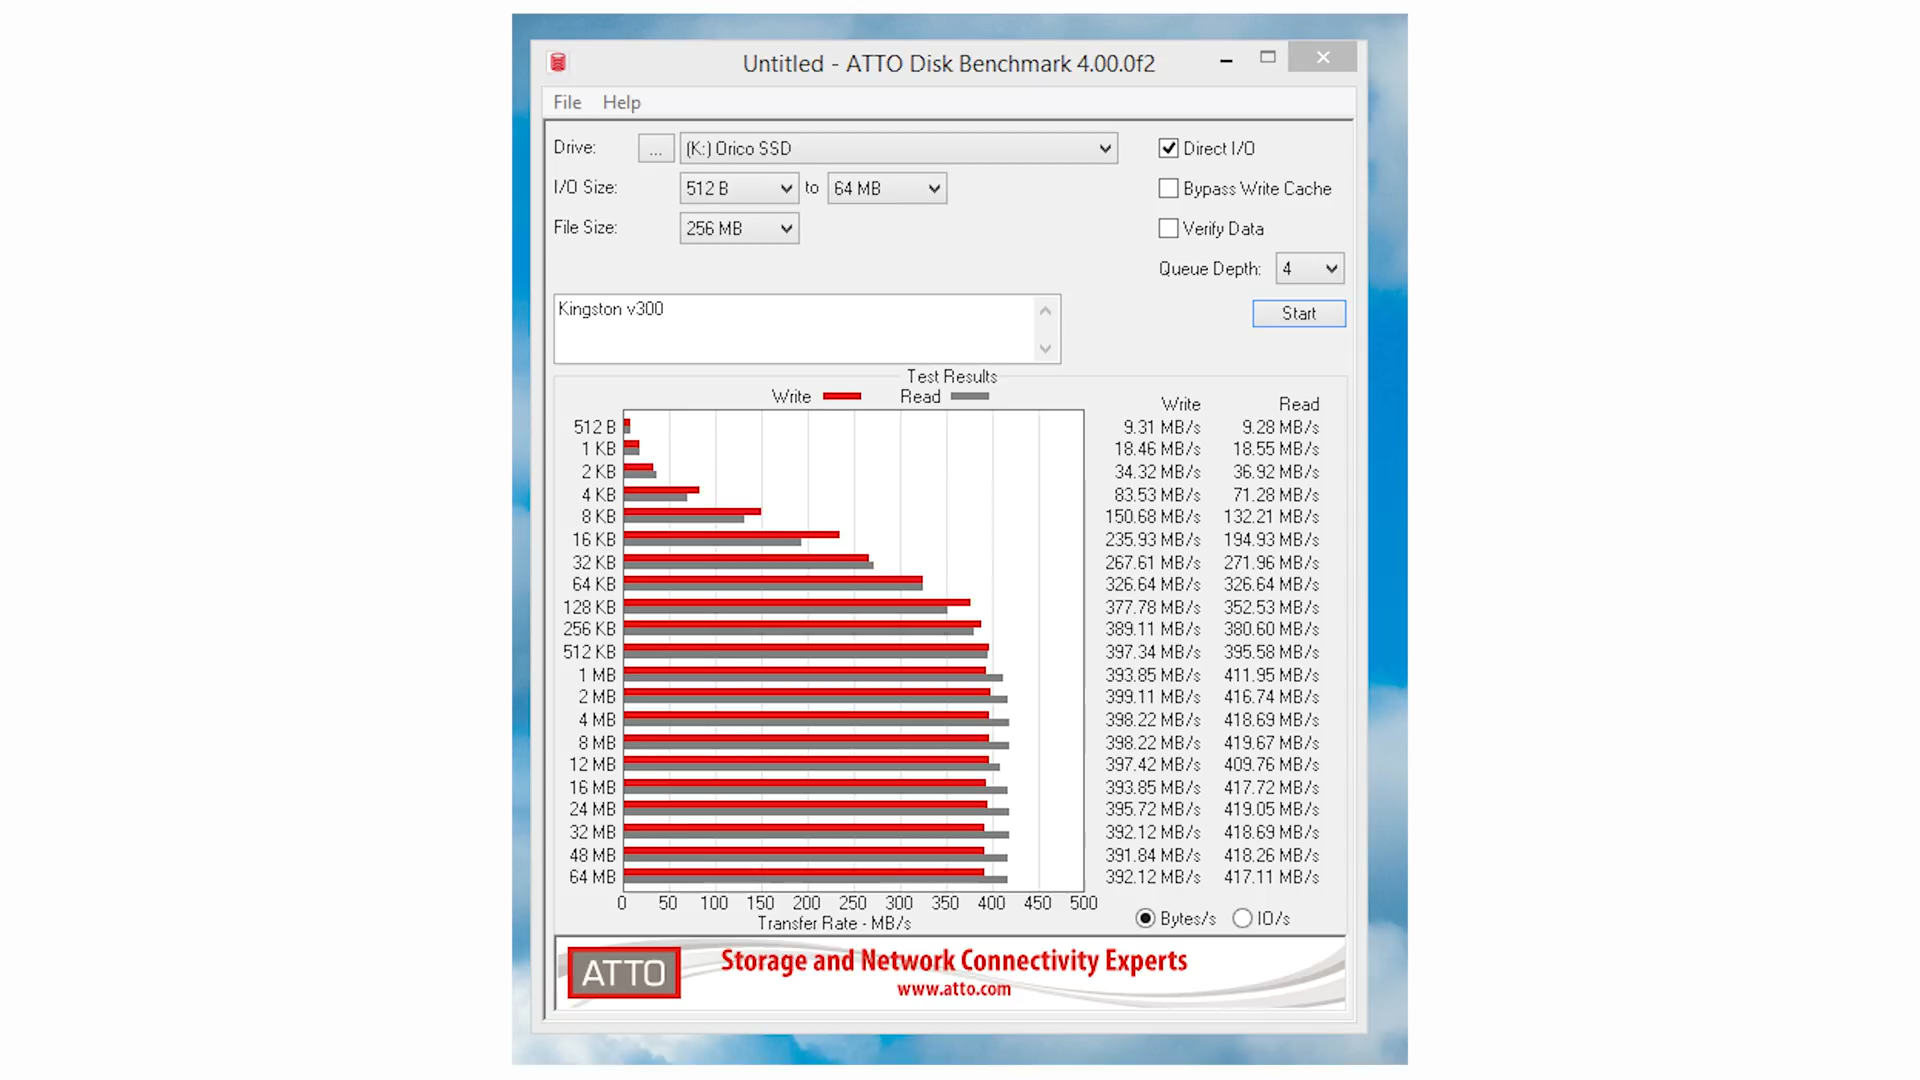 Untitled - ATTO Disk Benchmark 4.00.0f2
File Help
Drive: ... (K:) Orico SSD Direct I/O
I/O Size: 512 B to 64 MB Bypass Write Cache
File Size: 256 MB Verify Data
Queue Depth: 4
Kingston v300
Start
Test Results
Write Read
Write Read
512 B 9.31 MB/s 9.28 MB/s
1 KB 18.46 MB/s 18.55 MB/s
2 KB 34.32 MB/s 36.92 MB/s
4 KB 83.53 MB/s 71.28 MB/s
8 KB 150.68 MB/s 132.21 MB/s
16 KB 235.93 MB/s 194.93 MB/s
32 KB 267.61 MB/s 271.96 MB/s
64 KB 326.64 MB/s 326.64 MB/s
128 KB 377.78 MB/s 352.53 MB/s
256 KB 389.11 MB/s 380.60 MB/s
512 KB 397.34 MB/s 395.58 MB/s
1 MB 393.85 MB/s 411.95 MB/s
2 MB 399.11 MB/s 416.74 MB/s
4 MB 398.22 MB/s 418.69 MB/s
8 MB 398.22 MB/s 419.67 MB/s
12 MB 397.42 MB/s 409.76 MB/s
16 MB 393.85 MB/s 417.72 MB/s
24 MB 395.72 MB/s 419.05 MB/s
32 MB 392.12 MB/s 418.69 MB/s
48 MB 391.84 MB/s 418.26 MB/s
64 MB 392.12 MB/s 417.11 MB/s
0 50 100 150 200 250 300 350 400 450 500
Transfer Rate - MB/s
Bytes/s IO/s
ATTO
Storage and Network Connectivity Experts
www.atto.com